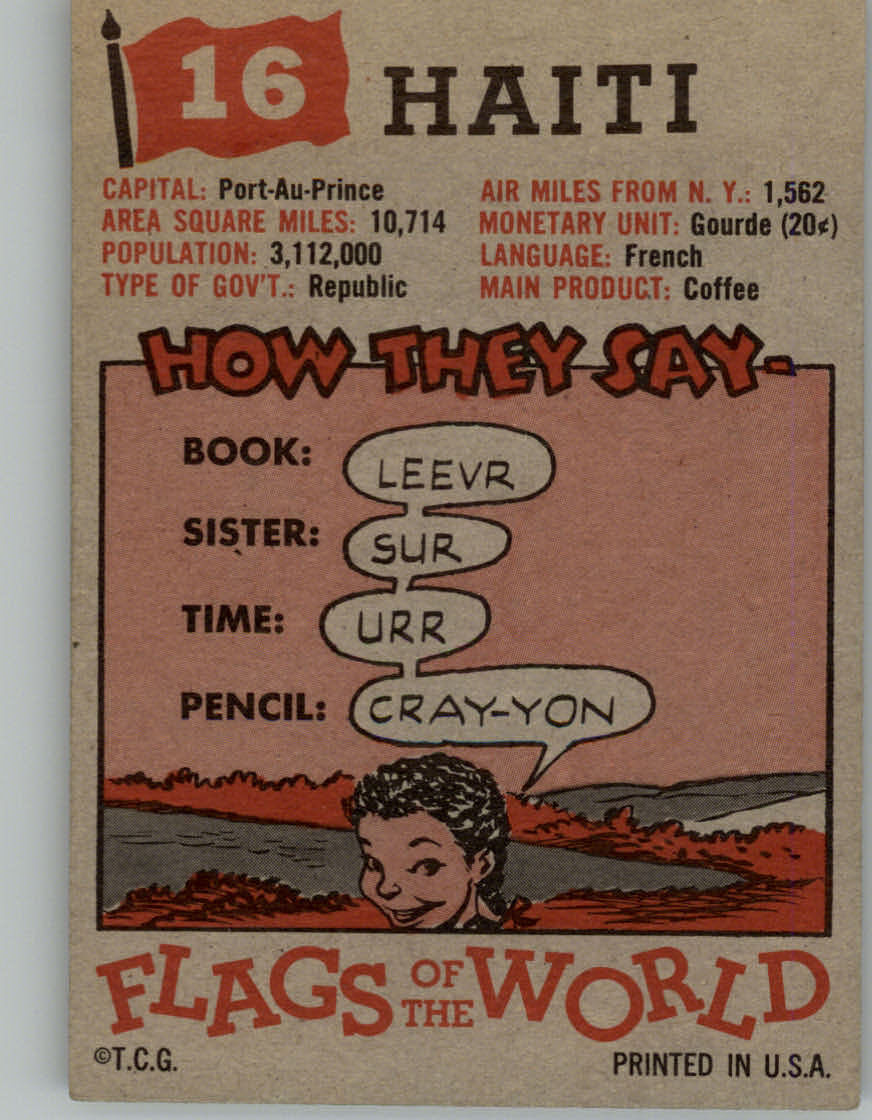 16 HAITI
CAPITAL: Port-Au-Prince
AREA SQUARE MILES: 10,714
POPULATION: 3,112,000
TYPE OF GOV'T.: Republic
AIR MILES FROM N. Y.: 1,562
MONETARY UNIT: Gourde (20¢)
LANGUAGE: French
MAIN PRODUCT: Coffee
HOW THEY SAY-
BOOK: LEEVR
SISTER: SUR
TIME: URR
PENCIL: CRAY-YON
FLAGS OF THE WORLD
©T.C.G. PRINTED IN U.S.A.